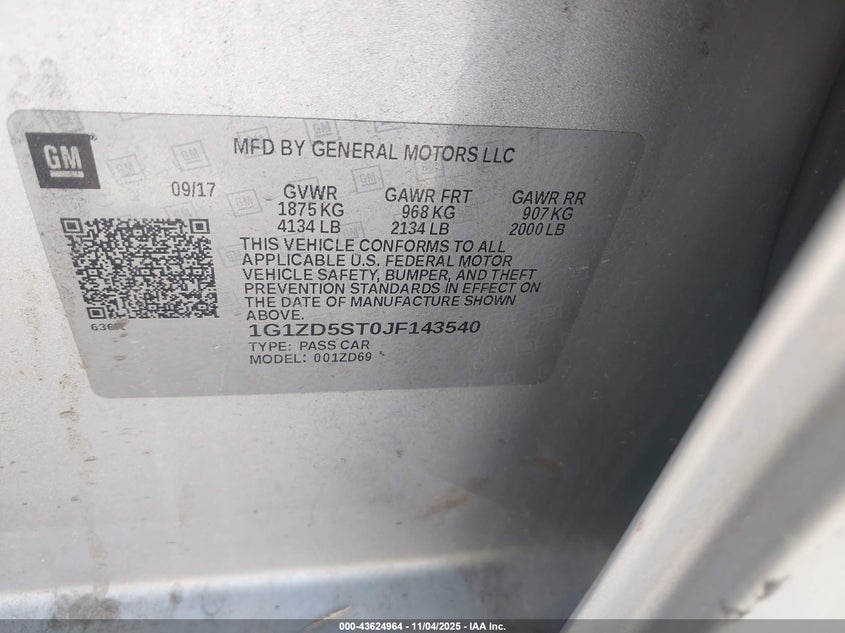 GM
MFD BY GENERAL MOTORS LLC
09/17 GVWR GAWR FRT GAWR RR
1875 KG 968 KG 907 KG
4134 LB 2134 LB 2000 LB
THIS VEHICLE CONFORMS TO ALL
APPLICABLE U.S. FEDERAL MOTOR
VEHICLE SAFETY, BUMPER, AND THEFT
PREVENTION STANDARDS IN EFFECT ON
THE DATE OF MANUFACTURE SHOWN
ABOVE.
1G1ZD5ST0JF143540
TYPE: PASS CAR
MODEL: 001ZD69
000-43624964 - 11/04/2025 - IAA Inc.